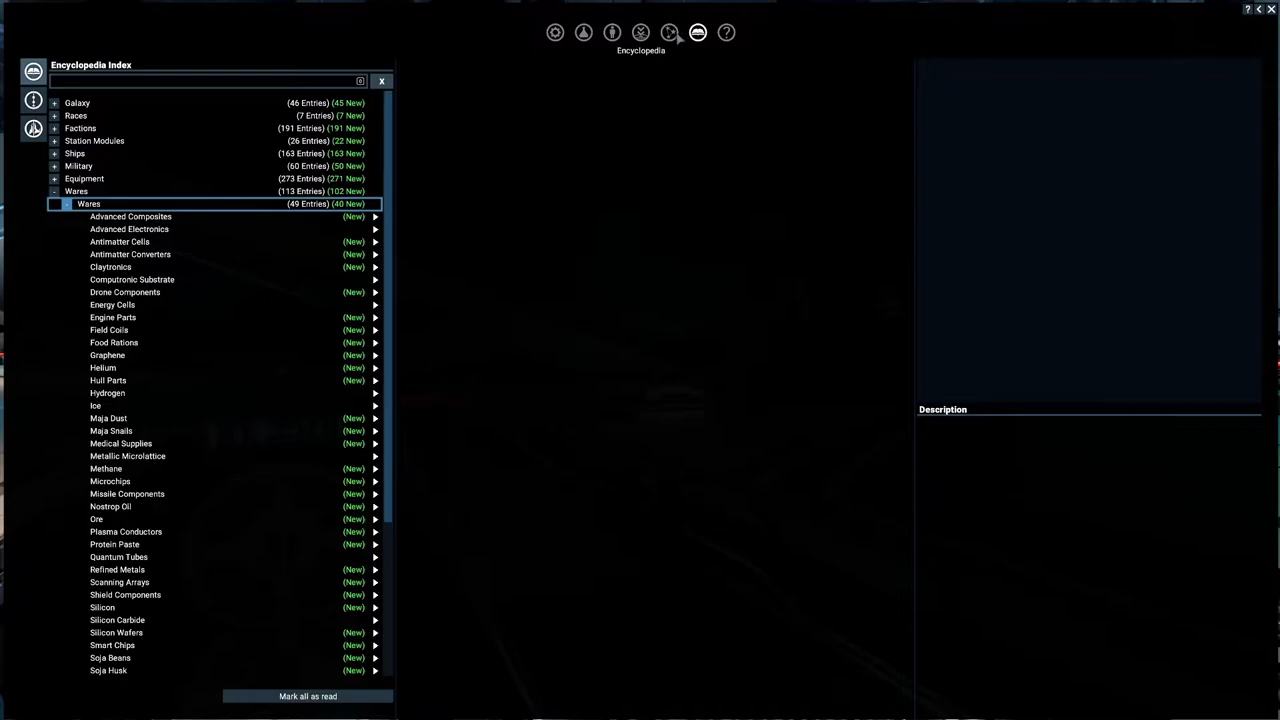 ? < X
?
Encyclopedia
Encyclopedia Index
0 X
+ Galaxy (46 Entries) (45 New)
+ Races (7 Entries) (7 New)
+ Factions (191 Entries) (191 New)
+ Station Modules (26 Entries) (22 New)
+ Ships (163 Entries) (163 New)
+ Military (60 Entries) (50 New)
+ Equipment (273 Entries) (271 New)
- Wares (113 Entries) (102 New)
- Wares (49 Entries) (40 New)
Advanced Composites (New)
Advanced Electronics
Antimatter Cells (New)
Antimatter Converters (New)
Claytronics (New)
Computronic Substrate
Drone Components (New)
Energy Cells
Engine Parts (New)
Field Coils (New)
Food Rations (New)
Graphene (New)
Helium (New)
Hull Parts (New)
Hydrogen
Ice
Description
Maja Dust (New)
Maja Snails (New)
Medical Supplies (New)
Metallic Microlattice
Methane (New)
Microchips (New)
Missile Components (New)
Nostrop Oil (New)
Ore (New)
Plasma Conductors (New)
Protein Paste (New)
Quantum Tubes
Refined Metals (New)
Scanning Arrays (New)
Shield Components (New)
Silicon (New)
Silicon Carbide
Silicon Wafers (New)
Smart Chips (New)
Soja Beans (New)
Soja Husk (New)
Mark all as read